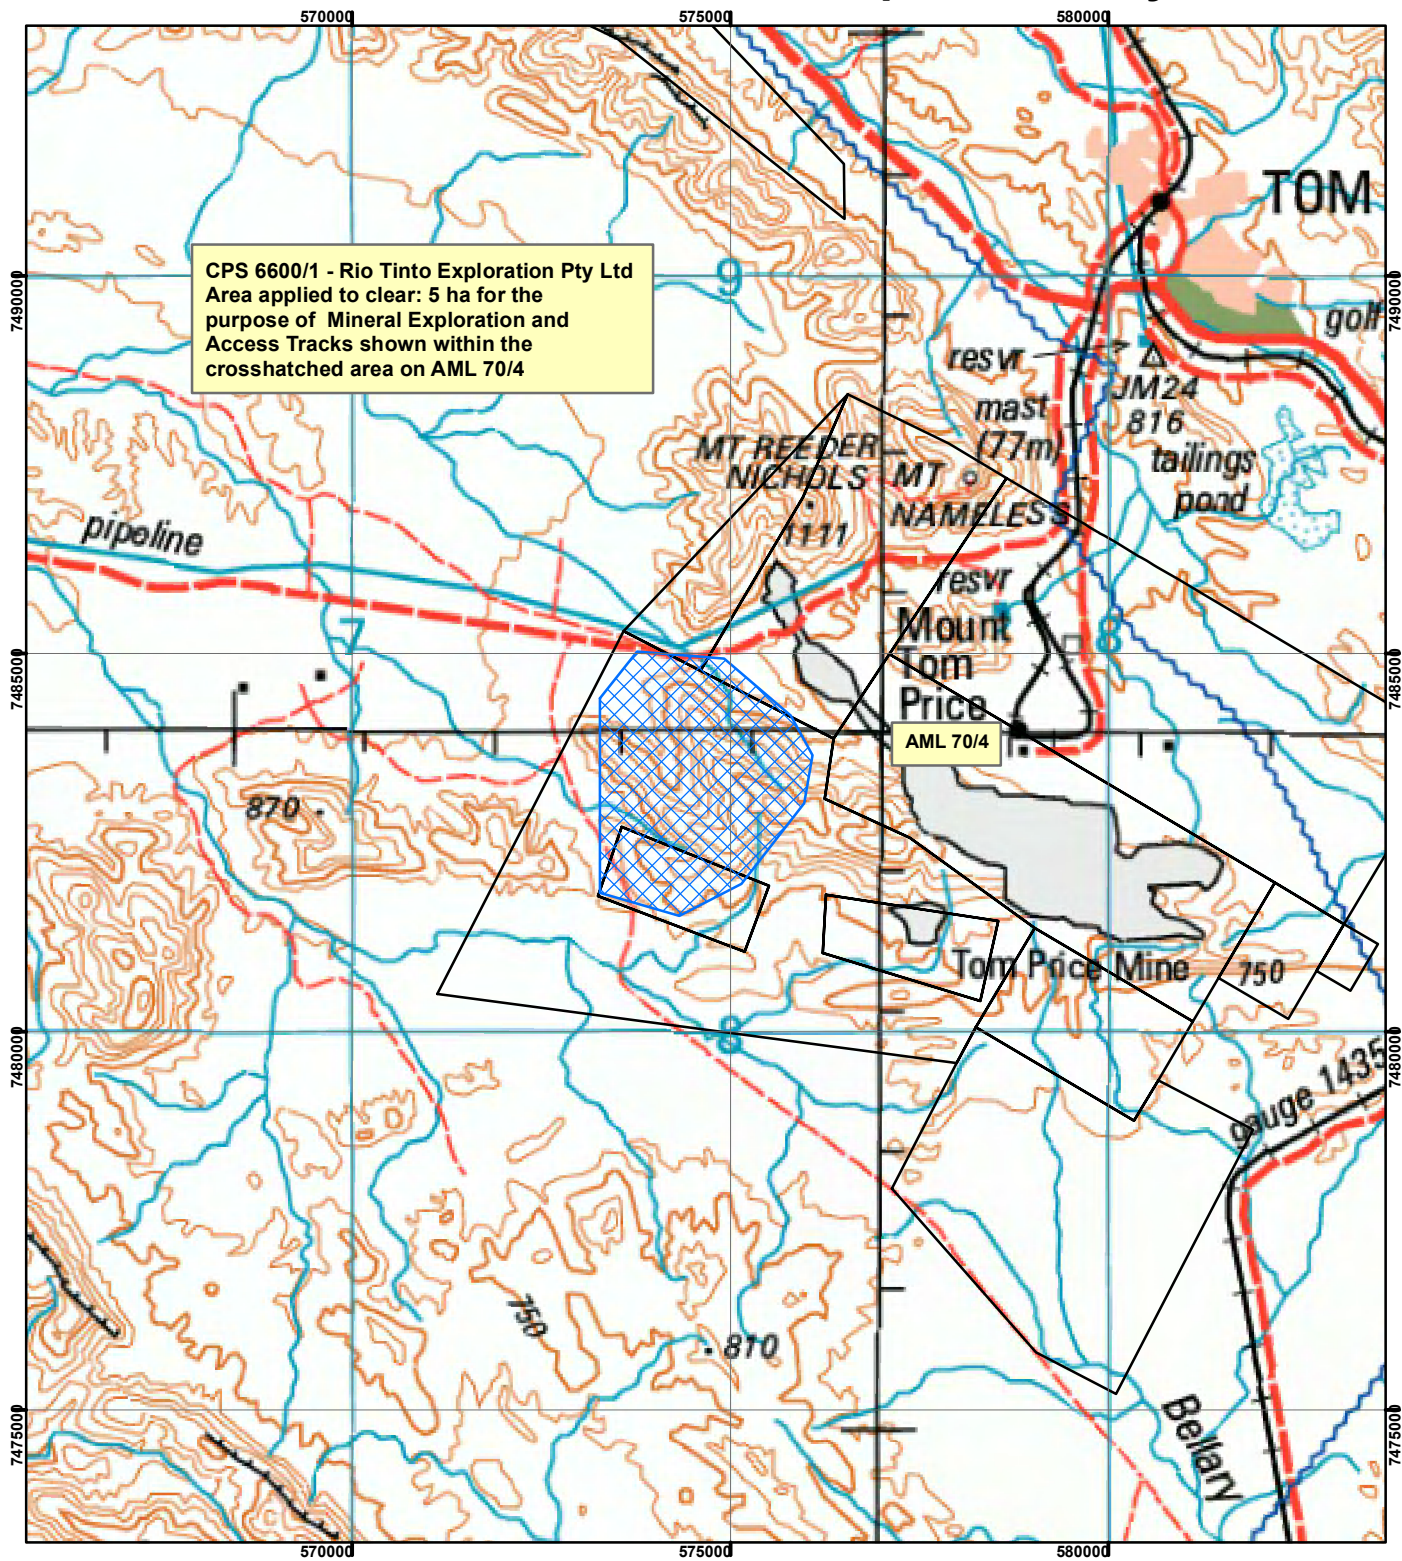 570000
575000
580000
TOM
CPS 6600/1 - Rio Tinto Exploration Pty Ltd
Area applied to clear: 5 ha for the
purpose of Mineral Exploration and
Access Tracks shown within the
crosshatched area on AML 70/4
9
7490000
7490000
golf
resvr
JM24
816
mast
(77m)
MT REEDER
NICHOLS
MT
NAMELESS
1111
tailings
pond
pipeline
resvr
Mount
Tom
Price
7
8
7485000
7485000
AML 70/4
870
Tom Price Mine
750
8
7480000
7480000
gauge 1435
750
810
Bellary
7475000
7475000
570000
575000
580000